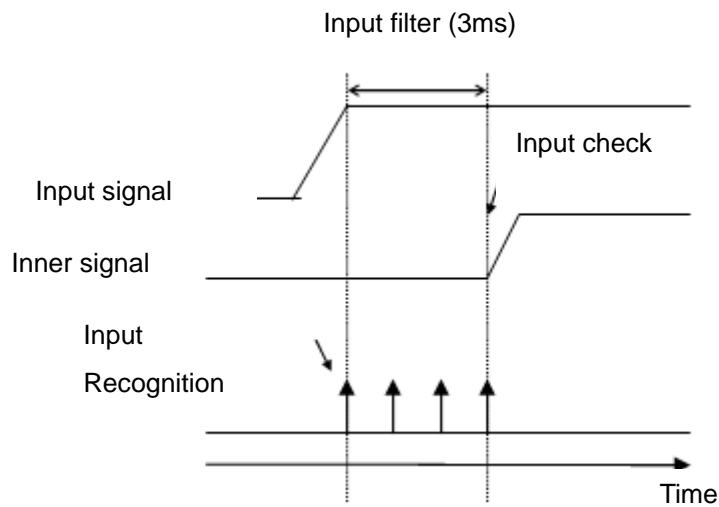 Input filter (3ms)
Input check
Input signal
Inner signal
Input
Recognition
Time